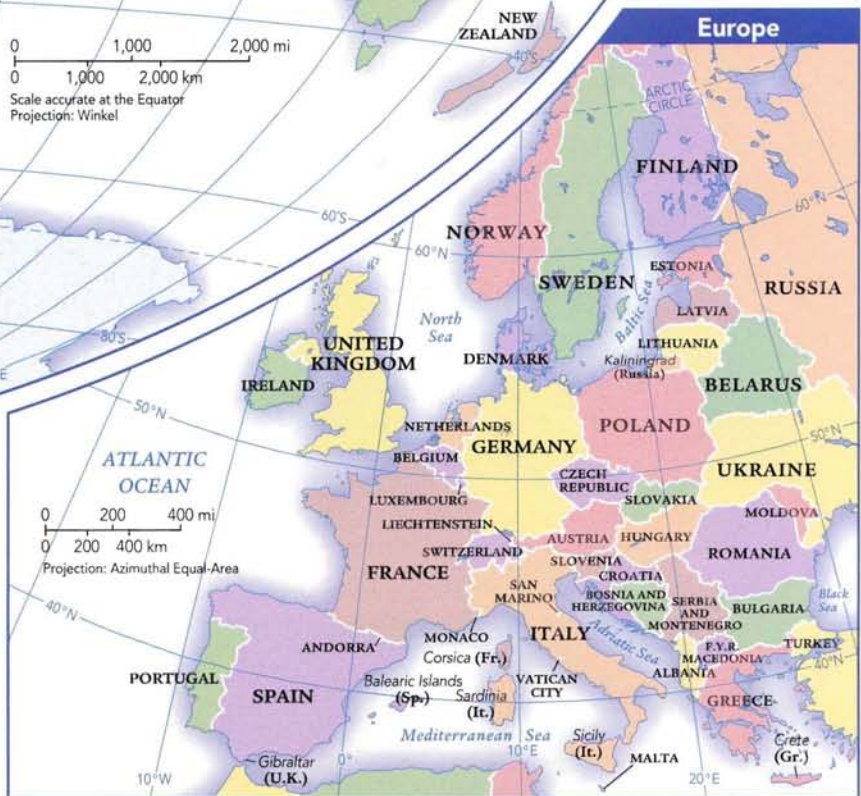 NEW
ZEALAND
40°S
0 1,000 2,000 mi
0 1,000 2,000 km
Scale accurate at the Equator
Projection: Winkel
60°S
80°S
E
Europe
ARCTIC
CIRCLE
FINLAND
60°N
NORWAY
60°N
SWEDEN
ESTONIA
RUSSIA
Baltic Sea
LATVIA
North
Sea
LITHUANIA
DENMARK
Kaliningrad
(Russia)
UNITED
KINGDOM
IRELAND
BELARUS
50°N
NETHERLANDS
GERMANY
POLAND
50°N
BELGIUM
ATLANTIC
OCEAN
CZECH
REPUBLIC
UKRAINE
LUXEMBOURG
SLOVAKIA
MOLDOVA
0 200 400 mi
0 200 400 km
Projection: Azimuthal Equal-Area
LIECHTENSTEIN
AUSTRIA
HUNGARY
SWITZERLAND
SLOVENIA
ROMANIA
FRANCE
CROATIA
SAN
MARINO
BOSNIA AND
HERZEGOVINA
SERBIA
AND
MONTENEGRO
BULGARIA
Black
Sea
40°N
ANDORRA
MONACO
ITALY
Adriatic Sea
F.Y.R.
MACEDONIA
TURKEY
40°N
Corsica (Fr.)
ALBANIA
PORTUGAL
SPAIN
Balearic Islands
(Sp.)
Sardinia
(It.)
VATICAN
CITY
GREECE
Mediterranean Sea
Sicily
(It.)
Crete
(Gr.)
Gibraltar
(U.K.)
MALTA
10°W
0°
10°E
20°E